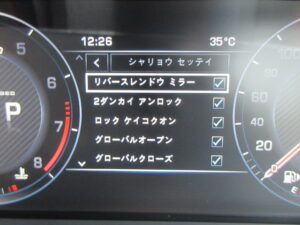 12:26 35°C
シャリョウ セッテイ
リバースレンドウ ミラー
2ダンカイ アンロック
ロック ケイコクオン
グローバルオープン
グローバルクローズ
P
5
6
7
8
100
20
0